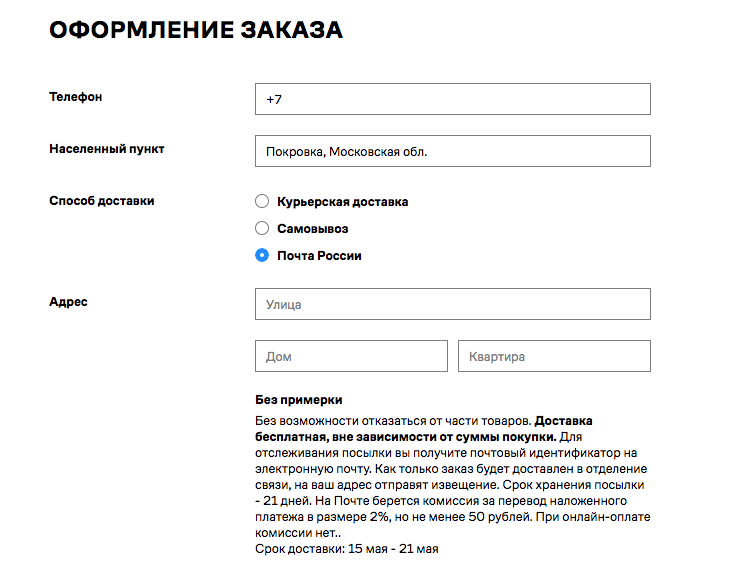 ОФОРМЛЕНИЕ ЗАКАЗА
Телефон
+7
Населенный пункт
Покровка, Московская обл.
Способ доставки
Курьерская доставка
Самовывоз
Почта России
Адрес
Улица
Дом
Квартира
Без примерки
Без возможности отказаться от части товаров. Доставка
бесплатная, вне зависимости от суммы покупки. Для
отслеживания посылки вы получите почтовый идентификатор на
электронную почту. Как только заказ будет доставлен в отделение
связи, на ваш адрес отправят извещение. Срок хранения посылки
- 21 дней. На Почте берется комиссия за перевод наложенного
платежа в размере 2%, но не менее 50 рублей. При онлайн-оплате
комиссии нет..
Срок доставки: 15 мая - 21 мая